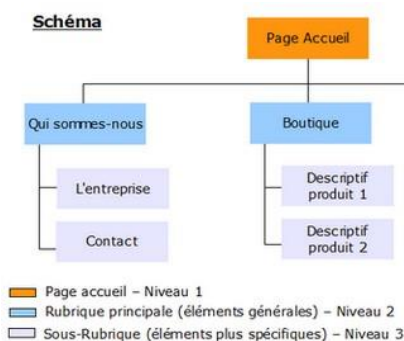 Schéma
Page Accueil
Qui sommes-nous
Boutique
L'entreprise
Descriptif
produit 1
Contact
Descriptif
produit 2
Page accueil – Niveau 1
Rubrique principale (éléments générales) – Niveau 2
Sous-Rubrique (éléments plus spécifiques) – Niveau 3